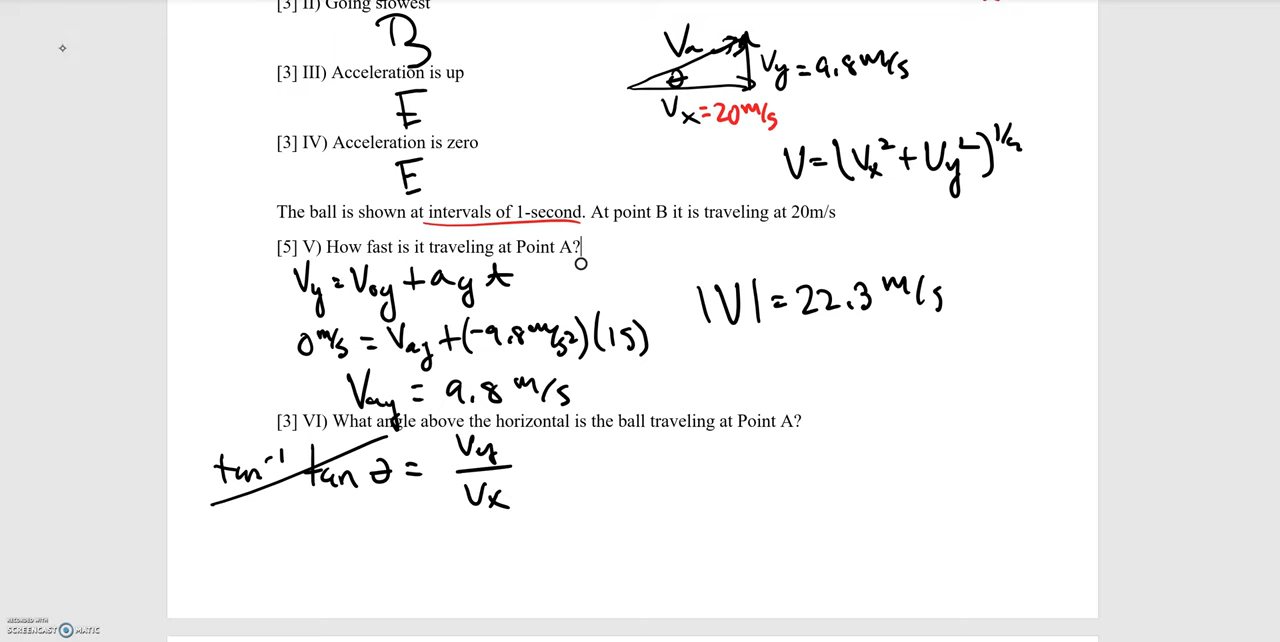 [3] II) Going slowest
B
[3] III) Acceleration is up
E
[3] IV) Acceleration is zero
E
Va
θ
Vy = 9.8 m/s
Vx = 20 m/s
V = (Vx² + Vy²)^1/2
The ball is shown at intervals of 1-second. At point B it is traveling at 20m/s
[5] V) How fast is it traveling at Point A?
Vy = Voy + ay t
0 m/s = Vay + (-9.8 m/s²)(1s)
Vay = 9.8 m/s
|V| = 22.3 m/s
[3] VI) What angle above the horizontal is the ball traveling at Point A?
tan⁻¹ tan θ = Vy / Vx
RECORDED WITH
SCREENCAST MATIC